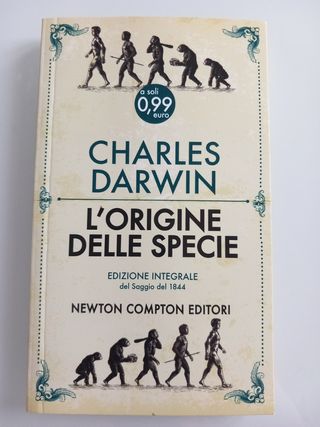 a soli
0,99
euro
CHARLES
DARWIN
L'ORIGINE
DELLE SPECIE
EDIZIONE INTEGRALE
del Saggio del 1844
NEWTON COMPTON EDITORI